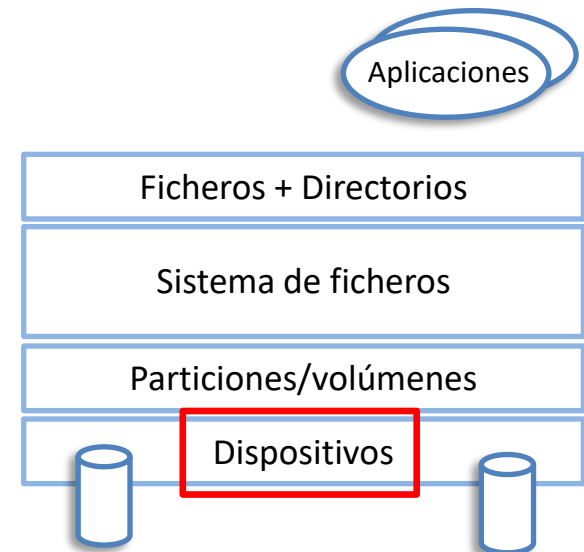 Aplicaciones
Ficheros + Directorios
Sistema de ficheros
Particiones/volúmenes
Dispositivos